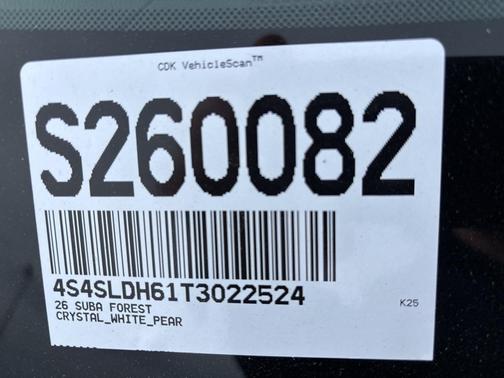 CDK VehicleScan™
S260082
4S4SLDH61T3022524
26 SUBA FOREST
CRYSTAL_WHITE_PEAR
K25